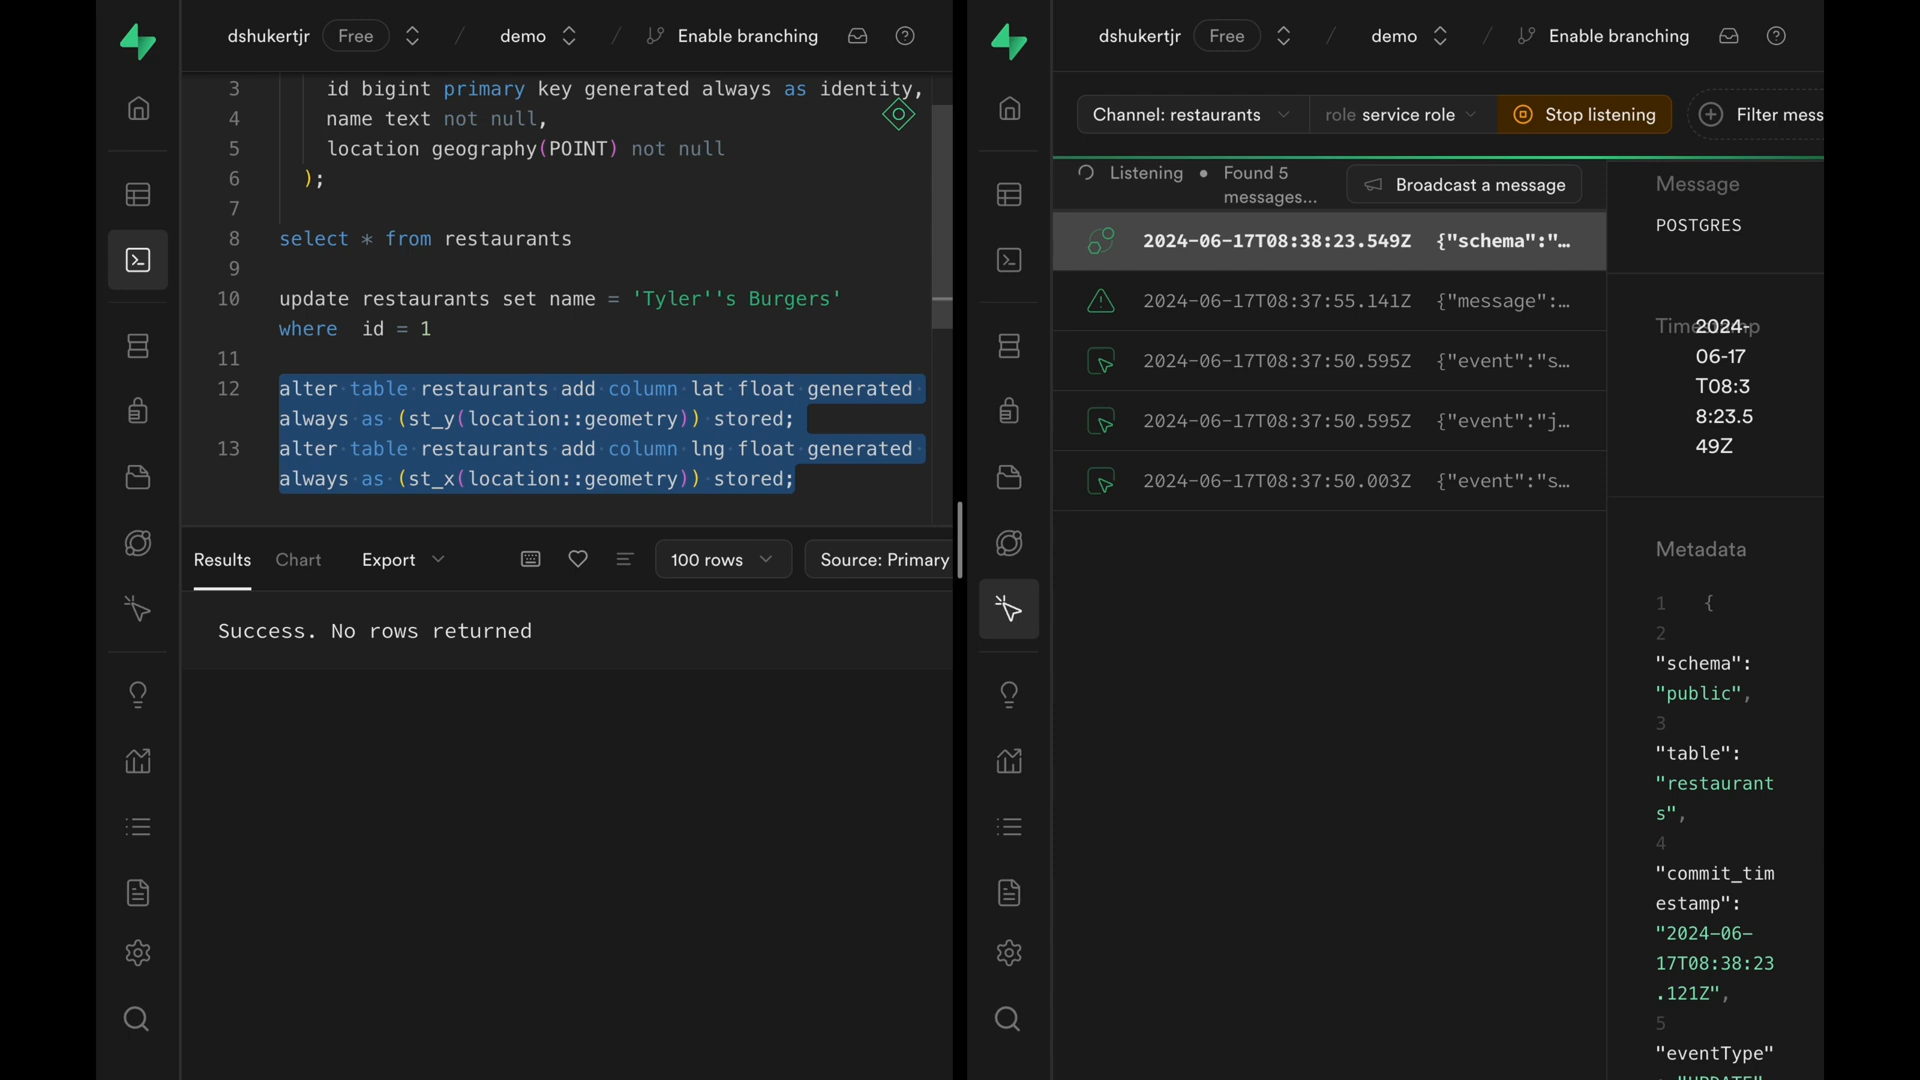 dshukertjr Free / demo / Enable branching
3 id bigint primary key generated always as identity,
4 name text not null,
5 location geography(POINT) not null
6 );
7
8 select * from restaurants
9
10 update restaurants set name = 'Tyler''s Burgers'
where  id = 1
11
12 alter table restaurants add column lat float generated
always as (st_y(location::geometry)) stored;
13 alter table restaurants add column lng float generated
always as (st_x(location::geometry)) stored;
Results Chart Export 100 rows Source: Primary
Success. No rows returned
dshukertjr Free / demo / Enable branching
Channel: restaurants role service role Stop listening Filter mess
Listening • Found 5
messages...
Broadcast a message
2024-06-17T08:38:23.549Z {"schema":"…
2024-06-17T08:37:55.141Z {"message":…
2024-06-17T08:37:50.595Z {"event":"s…
2024-06-17T08:37:50.595Z {"event":"j…
2024-06-17T08:37:50.003Z {"event":"s…
Message
POSTGRES
Timestamp
2024-
06-17
T08:3
8:23.5
49Z
Metadata
1 {
2
"schema":
"public",
3
"table":
"restaurant
s",
4
"commit_tim
estamp":
"2024-06-
17T08:38:23
.121Z",
5
"eventType"
: "UPDATE"